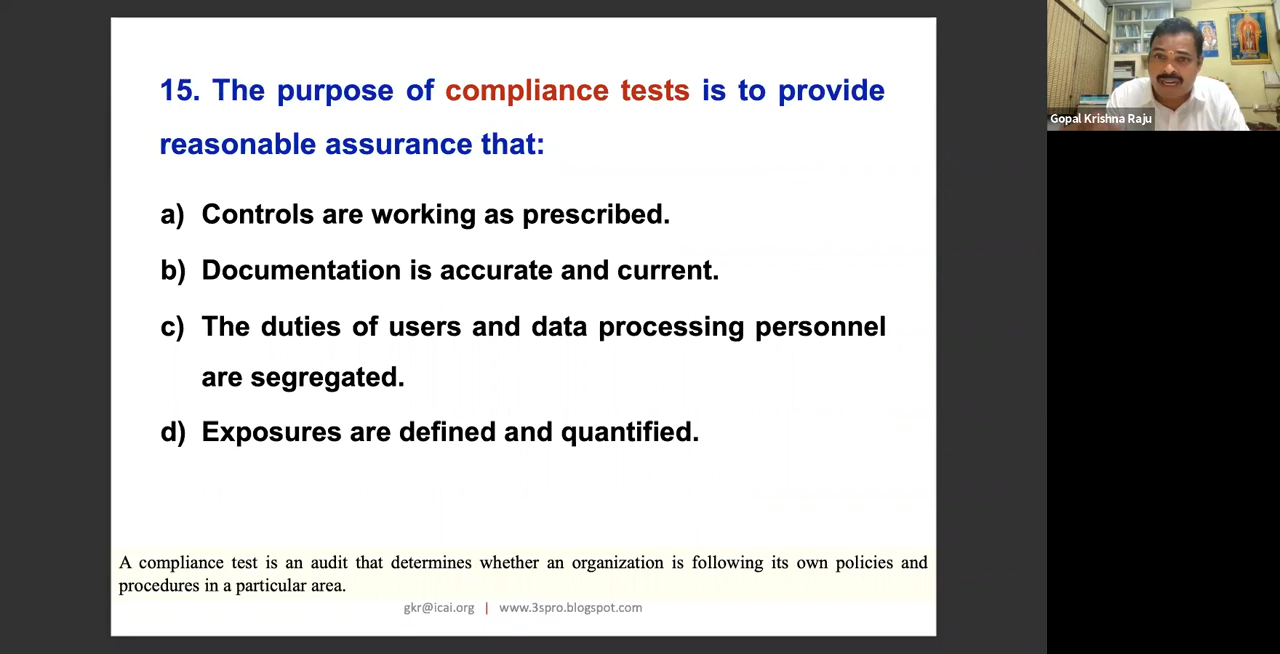 15. The purpose of compliance tests is to provide
reasonable assurance that:
a) Controls are working as prescribed.
b) Documentation is accurate and current.
c) The duties of users and data processing personnel
are segregated.
d) Exposures are defined and quantified.
A compliance test is an audit that determines whether an organization is following its own policies and
procedures in a particular area.
gkr@icai.org | www.3spro.blogspot.com
Gopal Krishna Raju